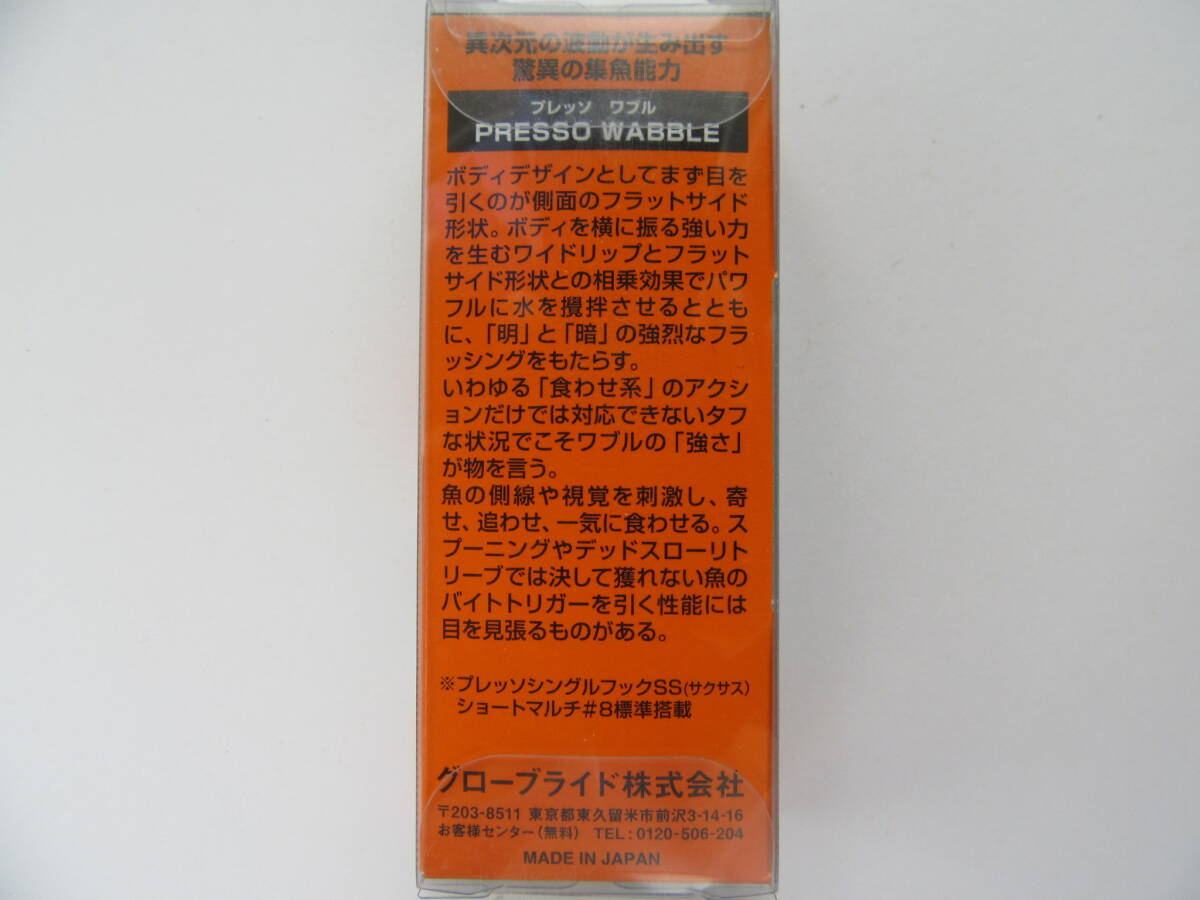 異次元の波動が生み出す
驚異の集魚能力
プレッソ ワブル
PRESSO WABBLE
ボディデザインとしてまず目を
引くのが側面のフラットサイド
形状。ボディを横に振る強い力
を生むワイドリップとフラット
サイド形状との相乗効果でパワ
フルに水を攪拌させるととも
に、「明」と「暗」の強烈なフラ
ッシングをもたらす。
いわゆる「食わせ系」のアクシ
ョンだけでは対応できないタフ
な状況でこそワブルの「強さ」
が物を言う。
魚の側線や視覚を刺激し、寄
せ、追わせ、一気に食わせる。ス
プーニングやデッドスローリト
リーブでは決して獲れない魚の
バイトトリガーを引く性能には
目を見張るものがある。
※プレッソシングルフックSS(サクサス)
ショートマルチ#8標準搭載
グローブライド株式会社
〒203-8511 東京都東久留米市前沢3-14-16
お客様センター(無料) TEL:0120-506-204
MADE IN JAPAN